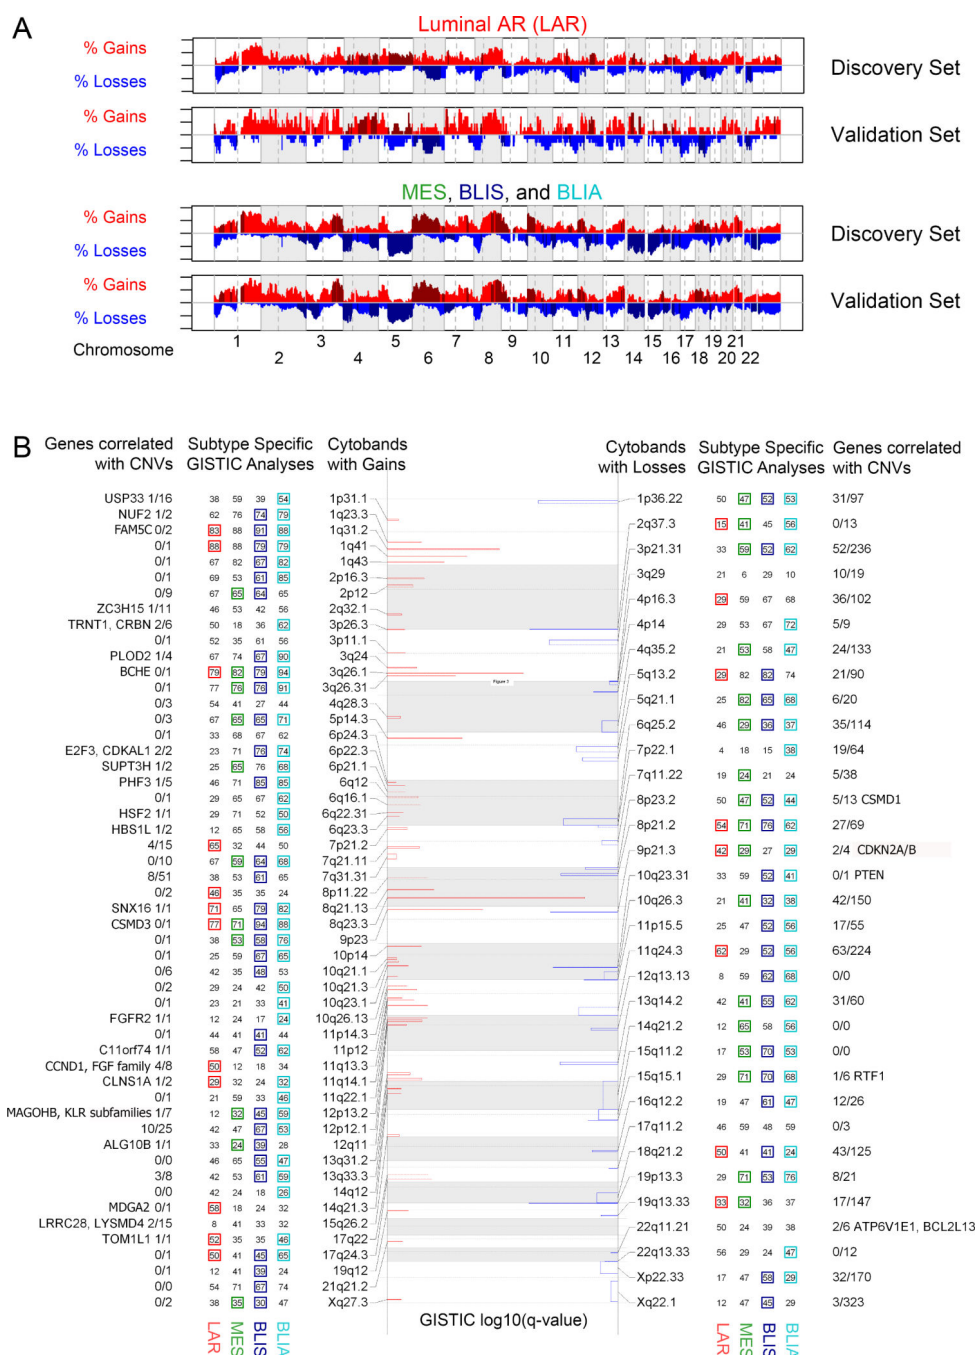 A
Luminal AR (LAR)
% Gains
% Losses
Discovery Set
% Gains
% Losses
Validation Set
MES, BLIS, and BLIA
% Gains
% Losses
Discovery Set
% Gains
% Losses
Validation Set
Chromosome
1 3 5 7 9 11 13 15 17 19 21
2 4 6 8 10 12 14 16 18 20 22
B
Genes correlated with CNVs
Subtype Specific GISTIC Analyses
Cytobands with Gains
Cytobands with Losses
Subtype Specific GISTIC Analyses
Genes correlated with CNVs
USP33 1/16 38 59 39 54 1p31.1
NUF2 1/2 62 76 74 79 1q23.3
FAM5C 0/2 83 88 91 88 1q31.2
0/1 88 88 79 79 1q41
0/1 67 82 67 82 1q43
0/1 69 53 61 85 2p16.3
0/9 67 65 64 65 2p12
ZC3H15 1/11 46 53 42 56 2q32.1
TRNT1, CRBN 2/6 50 18 36 62 3p26.3
0/1 52 35 61 56 3p11.1
PLOD2 1/4 67 74 67 90 3q24
BCHE 0/1 79 82 79 94 3q26.1
0/1 77 76 76 91 3q26.31
0/3 54 41 27 44 4q28.3
0/3 67 65 65 71 5p14.3
0/1 33 68 67 62 6p24.3
E2F3, CDKAL1 2/2 23 71 76 74 6p22.3
SUPT3H 1/2 25 65 76 68 6p21.1
PHF3 1/5 46 71 85 85 6q12
0/1 29 65 67 62 6q16.1
HSF2 1/1 29 71 52 50 6q22.31
HBS1L 1/2 12 65 58 56 6q23.3
4/15 65 32 44 50 7p21.2
0/10 67 59 64 68 7q21.11
8/51 38 53 61 65 7q31.31
0/2 46 35 35 24 8p11.22
SNX16 1/1 71 65 79 82 8q21.13
CSMD3 0/1 77 71 94 88 8q23.3
0/1 38 53 58 76 9p23
0/1 25 59 67 65 10p14
0/6 42 35 48 53 10q21.1
0/2 29 24 42 50 10q21.3
0/1 23 21 33 41 10q23.1
FGFR2 1/1 12 24 17 24 10q26.13
0/1 44 41 41 44 11p14.3
C11orf74 1/1 58 47 52 62 11p12
CCND1, FGF family 4/8 50 12 18 34 11q13.3
CLNS1A 1/2 29 32 24 32 11q14.1
0/1 21 59 33 46 11q22.1
MAGOHB, KLR subfamilies 1/7 12 32 45 59 12p13.2
10/25 42 47 67 53 12p12.1
ALG10B 1/1 33 24 39 28 12q11
0/0 46 65 55 47 13q31.2
3/8 42 53 61 59 13q33.3
0/0 42 24 18 26 14q12
MDGA2 0/1 58 18 24 32 14q21.3
LRRC28, LYSMD4 2/15 8 41 33 32 15q26.2
TOM1L1 1/1 52 35 35 46 17q22
0/1 50 41 45 65 17q24.3
0/1 12 41 39 24 19q12
0/0 54 71 67 74 21q21.2
0/2 38 35 30 47 Xq27.3
Figure 2
1p36.22 50 47 52 53 31/97
2q37.3 15 41 45 56 0/13
3p21.31 33 59 52 62 52/236
3q29 21 6 29 10 10/19
4p16.3 29 59 67 68 36/102
4p14 29 53 67 72 5/9
4q35.2 21 53 58 47 24/133
5q13.2 29 82 82 74 21/90
5q21.1 25 82 65 68 6/20
6q25.2 46 29 36 37 35/114
7p22.1 4 18 15 38 19/64
7q11.22 19 24 21 24 5/38
8p23.2 50 47 52 44 5/13 CSMD1
8p21.2 54 71 76 62 27/69
9p21.3 42 29 27 29 2/4 CDKN2A/B
10q23.31 33 59 52 41 0/1 PTEN
10q26.3 21 41 32 38 42/150
11p15.5 25 47 52 56 17/55
11q24.3 62 29 52 56 63/224
12q13.13 8 59 62 68 0/0
13q14.2 42 41 55 62 31/60
14q21.2 12 65 58 56 0/0
15q11.2 17 53 70 53 0/0
15q15.1 29 71 70 68 1/6 RTF1
16q12.2 19 47 61 47 12/26
17q11.2 46 59 48 59 0/3
18q21.2 50 41 41 24 43/125
19p13.3 29 71 53 76 8/21
19q13.33 33 32 36 37 17/147
22q11.21 50 24 39 38 2/6 ATP6V1E1, BCL2L13
22q13.33 56 29 24 47 0/12
Xp22.33 17 47 58 29 32/170
Xq22.1 12 47 45 29 3/323
LAR MES BLIS BLIA
GISTIC log10(q-value)
LAR MES BLIS BLIA